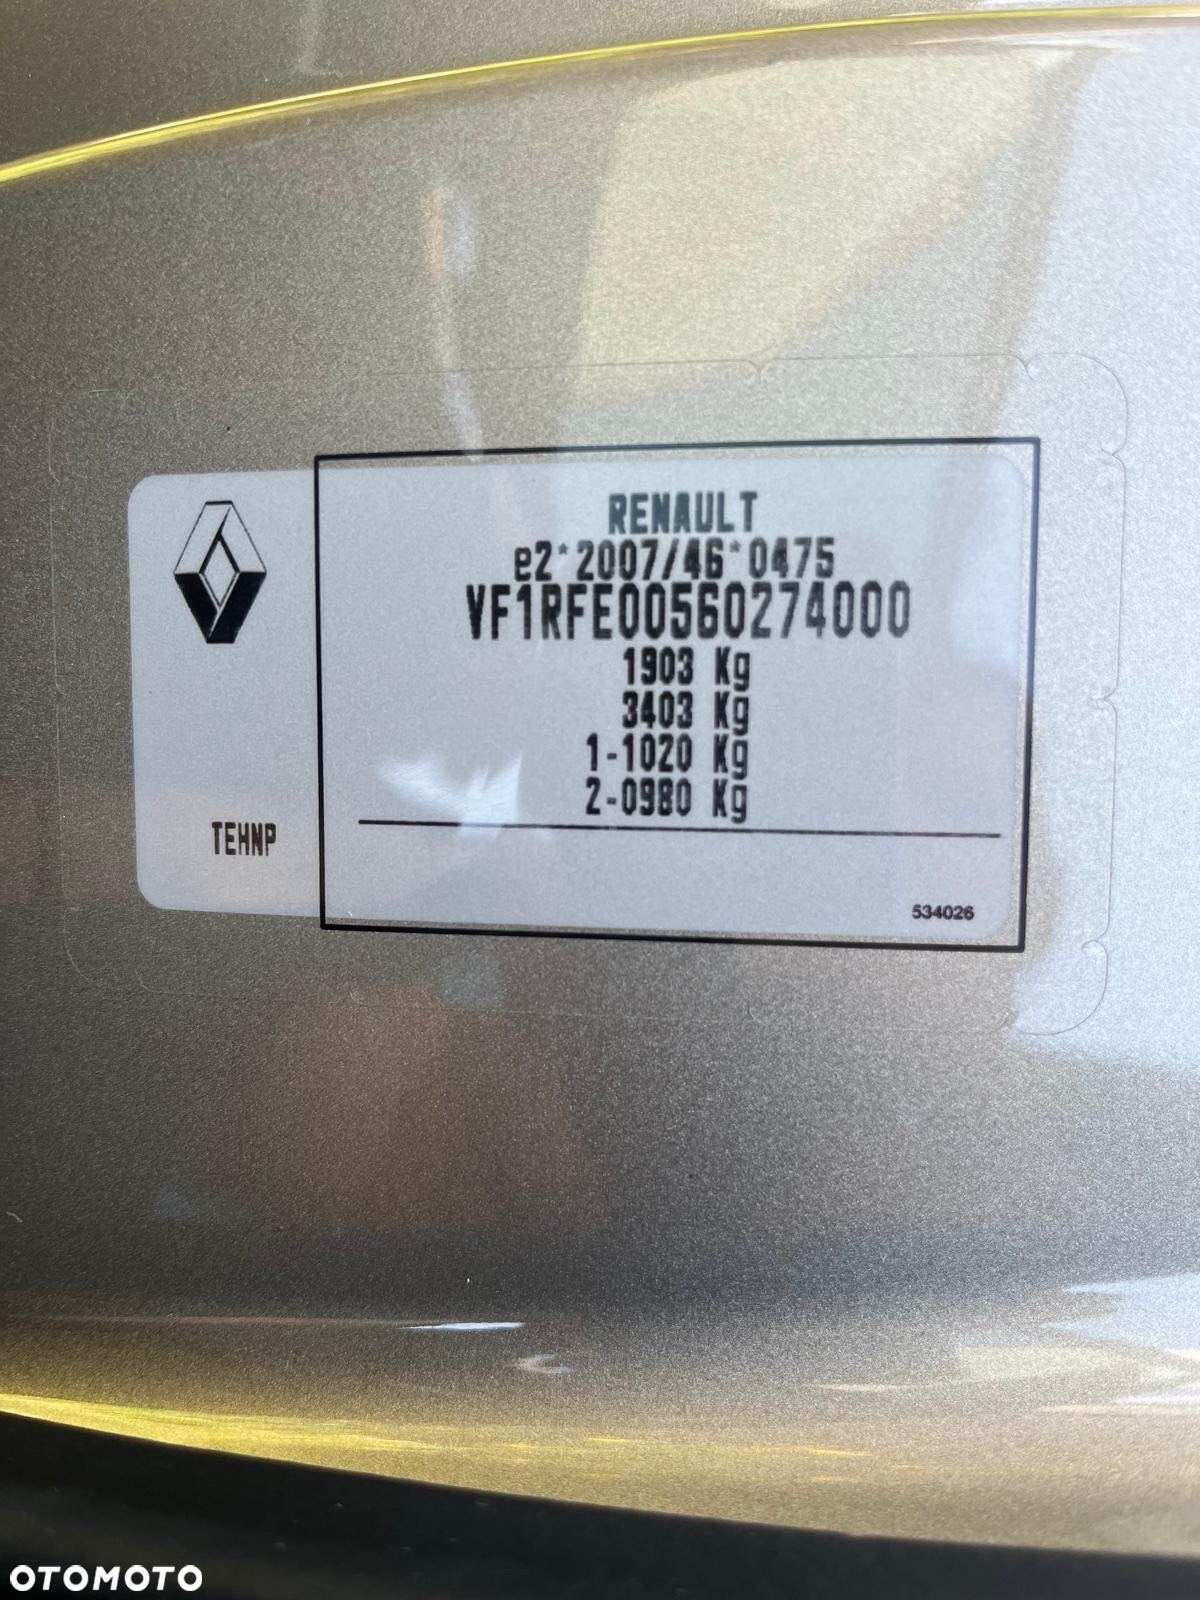 RENAULT
e2*2007/46*0475
VF1RFE00560274000
1903 Kg
3403 Kg
1-1020 Kg
2-0980 Kg
TEHNP
534026
OTOMOTO